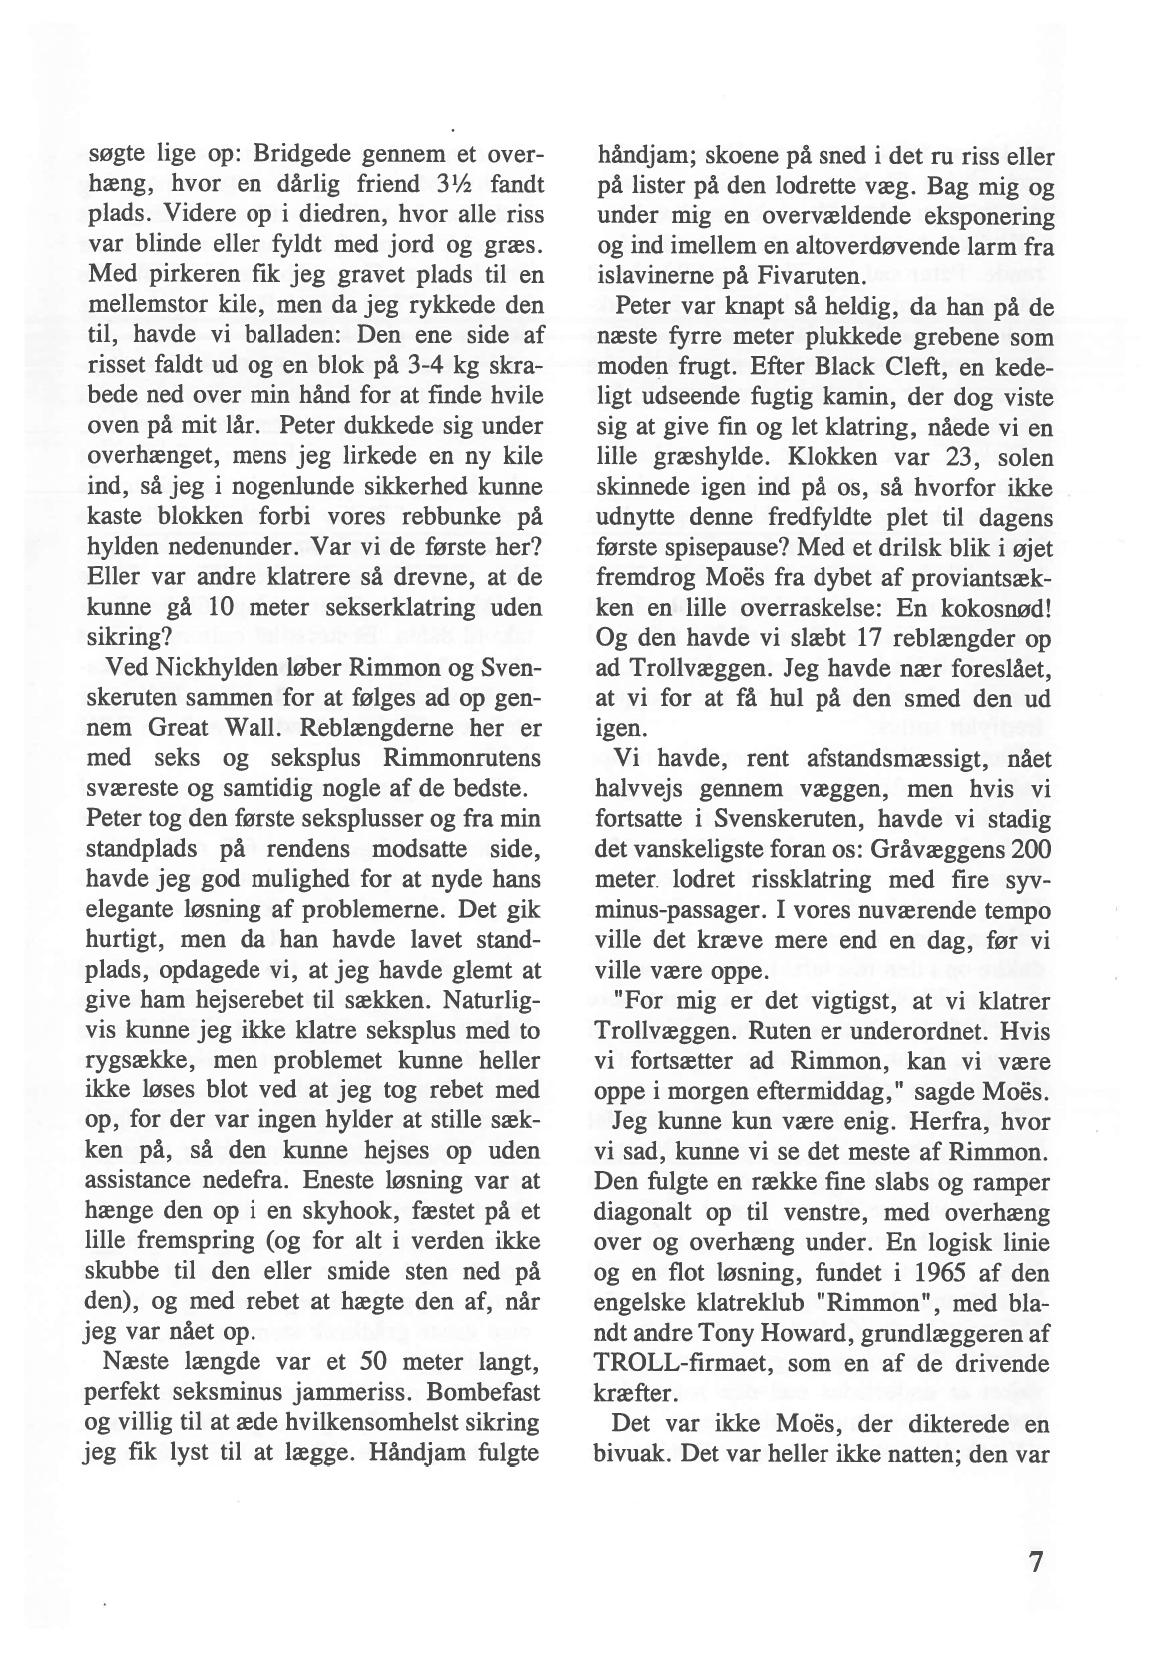 søgte lige op: Bridgede gennem et over-
hæng, hvor en dårlig friend 3½ fandt
plads. Videre op i diedren, hvor alle riss
var blinde eller fyldt med jord og græs.
Med pirkeren fik jeg gravet plads til en
mellemstor kile, men da jeg rykkede den
til, havde vi balladen: Den ene side af
risset faldt ud og en blok på 3-4 kg skra-
bede ned over min hånd for at finde hvile
oven på mit lår. Peter dukkede sig under
overhænget, mens jeg lirkede en ny kile
ind, så jeg i nogenlunde sikkerhed kunne
kaste blokken forbi vores rebbunke på
hylden nedenunder. Var vi de første her?
Eller var andre klatrere så drevne, at de
kunne gå 10 meter sekserklatring uden
sikring?
Ved Nickhylden løber Rimmon og Sven-
skeruten sammen for at følges ad op gen-
nem Great Wall. Reblængderne her er
med seks og seksplus Rimmonrutens
sværeste og samtidig nogle af de bedste.
Peter tog den første seksplusser og fra min
standplads på rendens modsatte side,
havde jeg god mulighed for at nyde hans
elegante løsning af problemerne. Det gik
hurtigt, men da han havde lavet stand-
plads, opdagede vi, at jeg havde glemt at
give ham hejserebet til sækken. Naturlig-
vis kunne jeg ikke klatre seksplus med to
rygsække, men problemet kunne heller
ikke løses blot ved at jeg tog rebet med
op, for der var ingen hylder at stille sæk-
ken på, så den kunne hejses op uden
assistance nedefra. Eneste løsning var at
hænge den op i en skyhook, fæstet på et
lille fremspring (og for alt i verden ikke
skubbe til den eller smide sten ned på
den), og med rebet at hægte den af, når
jeg var nået op.
Næste længde var et 50 meter langt,
perfekt seksminus jammeriss. Bombefast
og villig til at æde hvilkensomhelst sikring
jeg fik lyst til at lægge. Håndjam fulgte
håndjam; skoene på sned i det ru riss eller
på lister på den lodrette væg. Bag mig og
under mig en overvældende eksponering
og ind imellem en altoverdøvende larm fra
islavinerne på Fivaruten.
Peter var knapt så heldig, da han på de
næste fyrre meter plukkede grebene som
moden frugt. Efter Black Cleft, en kede-
ligt udseende fugtig kamin, der dog viste
sig at give fin og let klatring, nåede vi en
lille græshylde. Klokken var 23, solen
skinnede igen ind på os, så hvorfor ikke
udnytte denne fredfyldte plet til dagens
første spisepause? Med et drilsk blik i øjet
fremdrog Moës fra dybet af proviantsæk-
ken en lille overraskelse: En kokosnød!
Og den havde vi slæbt 17 reblængder op
ad Trollvæggen. Jeg havde nær foreslået,
at vi for at få hul på den smed den ud
igen.
Vi havde, rent afstandsmæssigt, nået
halvvejs gennem væggen, men hvis vi
fortsatte i Svenskeruten, havde vi stadig
det vanskeligste foran os: Gråvæggens 200
meter lodret rissklatring med fire syv-
minus-passager. I vores nuværende tempo
ville det kræve mere end en dag, før vi
ville være oppe.
"For mig er det vigtigst, at vi klatrer
Trollvæggen. Ruten er underordnet. Hvis
vi fortsætter ad Rimmon, kan vi være
oppe i morgen eftermiddag," sagde Moës.
Jeg kunne kun være enig. Herfra, hvor
vi sad, kunne vi se det meste af Rimmon.
Den fulgte en række fine slabs og ramper
diagonalt op til venstre, med overhæng
over og overhæng under. En logisk linie
og en flot løsning, fundet i 1965 af den
engelske klatreklub "Rimmon", med bla-
ndt andre Tony Howard, grundlæggeren af
TROLL-firmaet, som en af de drivende
kræfter.
Det var ikke Moës, der dikterede en
bivuak. Det var heller ikke natten; den var
7